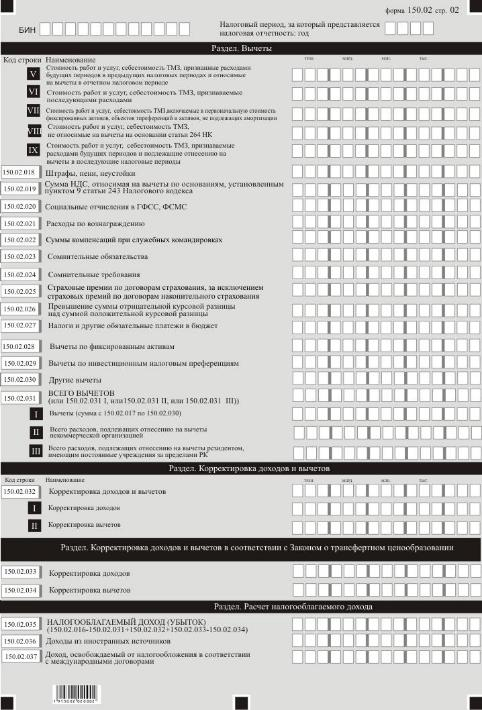 форма 150.02 стр. 02
БИН
Налоговый период, за который представляется
налоговая отчетность: год
Раздел. Вычеты
Код строки Наименование
трлн. млрд. млн. тыс.
V Стоимость работ и услуг, себестоимость ТМЗ, признанные расходами
будущих периодов в предыдущих налоговых периодах и относимые
на вычеты в отчетном налоговом периоде
VI Стоимость работ и услуг, себестоимость ТМЗ, признаваемые
последующими расходами
VII Стоимость работ и услуг, себестоимость ТМЗ включаемые в первоначальную стоимость
фиксированных активов, объектов преференций и активов, не подлежащих амортизации
VIII Стоимость работ и услуг, себестоимость ТМЗ,
не относимые на вычеты на основании статьи 264 НК
IX Стоимость работ и услуг, себестоимость ТМЗ, признаваемые
расходами будущих периодов и подлежащие отнесению на
вычеты в последующие налоговые периоды
150.02.018 Штрафы, пени, неустойки
150.02.019 Сумма НДС, относимая на вычеты по основаниям, установленным
пунктом 9 статьи 243 Налогового кодекса
150.02.020 Социальные отчисления в ГФСС, ФСМС
150.02.021 Расходы по вознаграждению
150.02.022 Суммы компенсаций при служебных командировках
150.02.023 Сомнительные обязательства
150.02.024 Сомнительные требования
150.02.025 Страховые премии по договорам страхования, за исключением
страховых премий по договорам накопительного страхования
150.02.026 Превышение суммы отрицательной курсовой разницы
над суммой положительной курсовой разницы
150.02.027 Налоги и другие обязательные платежи в бюджет
150.02.028 Вычеты по фиксированным активам
150.02.029 Вычеты по инвестиционным налоговым преференциям
150.02.030 Другие вычеты
150.02.031 ВСЕГО ВЫЧЕТОВ
(или 150.02.031 I, или150.02.031 II, или 150.02.031 III))
I Вычеты (сумма с 150.02.017 по 150.02.030)
II Всего расходов, подлежащих отнесению на вычеты
некоммерческой организацией
III Всего расходов, подлежащих отнесению на вычеты резидентом,
имеющим постоянные учреждения за пределами РК
Раздел. Корректировка доходов и вычетов
Код строки Наименование
трлн. млрд. млн. тыс.
150.02.032 Корректировка доходов и вычетов
I Корректировка доходов
II Корректировка вычетов
Раздел. Корректировка доходов и вычетов в соответствии с Законом о трансфертном ценообразовании
150.02.033 Корректировка доходов
150.02.034 Корректировка вычетов
Раздел. Расчет налогооблагаемого дохода
150.02.035 НАЛОГООБЛАГАЕМЫЙ ДОХОД (УБЫТОК)
(150.02.016-150.02.031+150.02.032+150.02.033-150.02.034)
150.02.036 Доходы из иностранных источников
150.02.037 Доход, освобождаемый от налогообложения в соответствии
с международными договорами